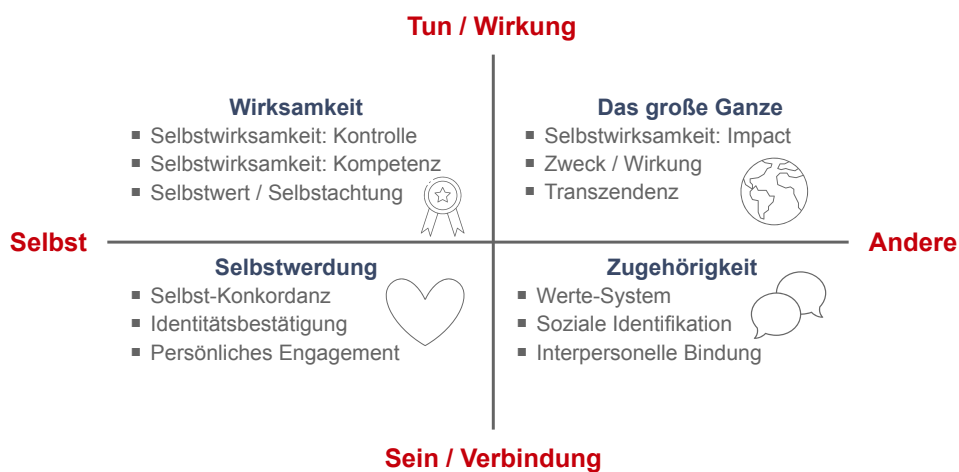 Tun / Wirkung
Wirksamkeit
▪ Selbstwirksamkeit: Kontrolle
▪ Selbstwirksamkeit: Kompetenz
▪ Selbstwert / Selbstachtung
Das große Ganze
▪ Selbstwirksamkeit: Impact
▪ Zweck / Wirkung
▪ Transzendenz
Selbst
Andere
Selbstwerdung
▪ Selbst-Konkordanz
▪ Identitätsbestätigung
▪ Persönliches Engagement
Zugehörigkeit
▪ Werte-System
▪ Soziale Identifikation
▪ Interpersonelle Bindung
Sein / Verbindung